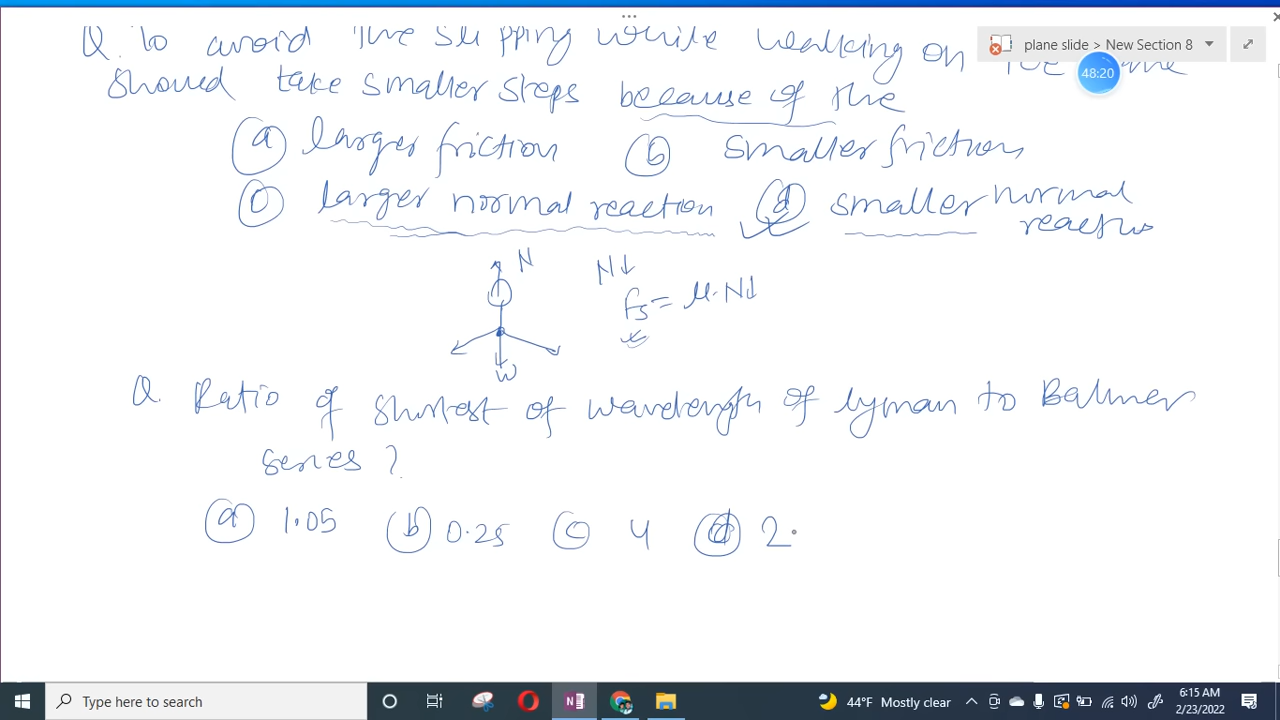 plane slide > New Section 8
48:20
Q. To avoid the slipping while walking on
should take smaller steps because of the
(a) larger friction (b) smaller friction
(c) larger normal reaction (d) smaller normal
N N↓
fs = μ·N↓
W
Q. Ratio of shortest of wavelength of lyman to Balmer
series ?
(a) 1.05 (b) 0.25 (c) 4 (d) 2.
Type here to search
44°F Mostly clear
6:15 AM
2/23/2022